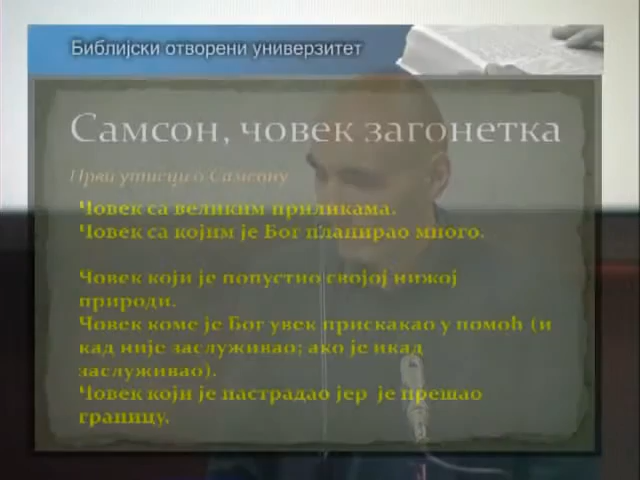 Библијски отворени универзитет
Самсон, човек загонетка
Први утисци о Самсону
Човек са великим приликама.
Човек са којим је Бог планирао много.
Човек који је попустио својој нижој
природи.
Човек коме је Бог увек прискакао у помоћ (и
кад није заслуживао; ако је икад
заслуживао).
Човек који је настрадао јер је прешао
границу.